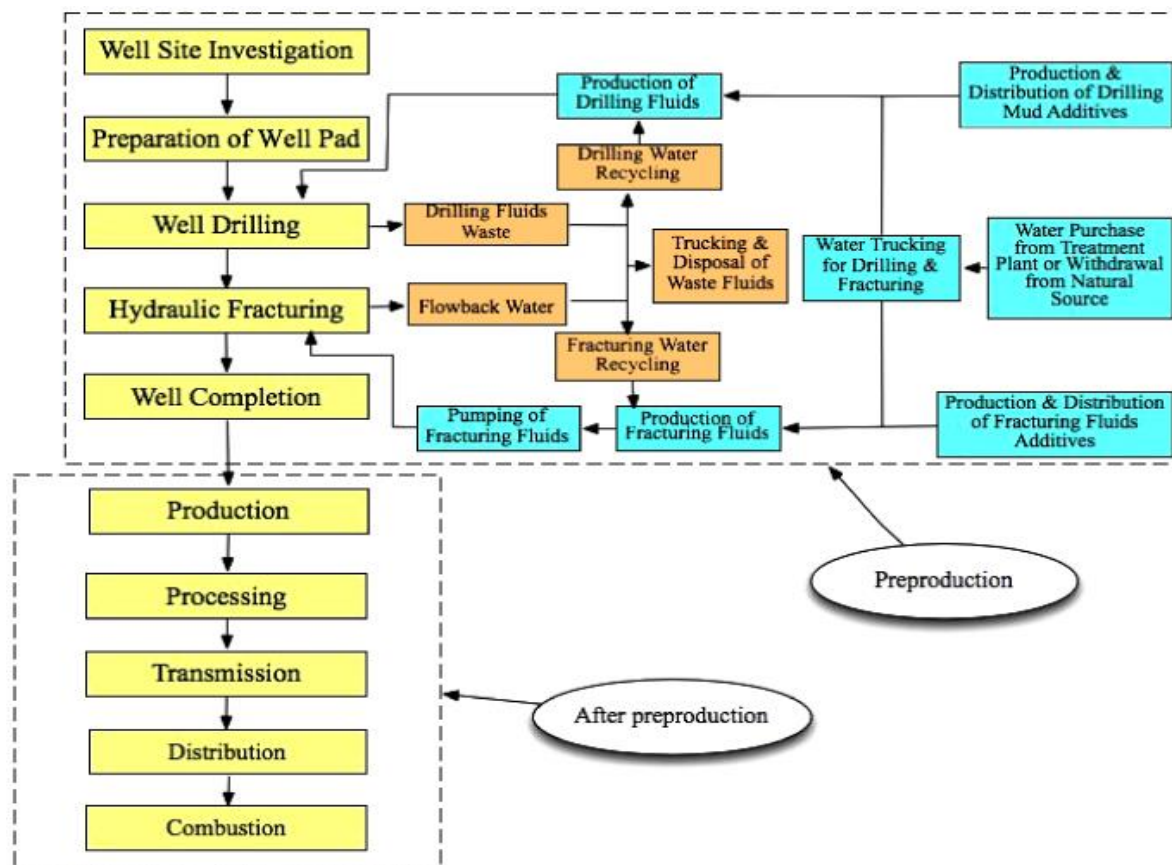 Well Site Investigation
Preparation of Well Pad
Well Drilling
Hydraulic Fracturing
Well Completion
Production of
Drilling Fluids
Drilling Water
Recycling
Drilling Fluids
Waste
Trucking &
Disposal of
Waste Fluids
Flowback Water
Fracturing Water
Recycling
Pumping of
Fracturing Fluids
Production of
Fracturing Fluids
Production &
Distribution of Drilling
Mud Additives
Water Trucking
for Drilling &
Fracturing
Water Purchase
from Treatment
Plant or Withdrawal
from Natural
Source
Production & Distribution
of Fracturing Fluids
Additives
Preproduction
Production
Processing
Transmission
Distribution
Combustion
After preproduction